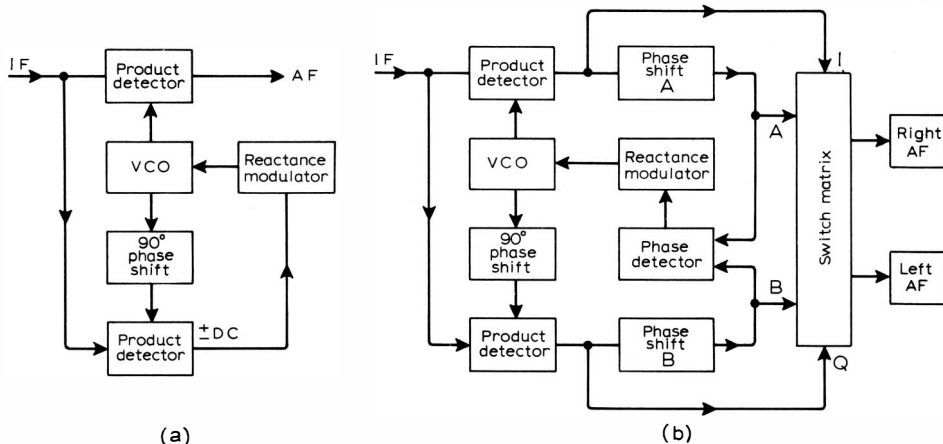 IF
Product
detector
AF
VCO
Reactance
modulator
90°
phase
shift
Product
detector
±DC
(a)
IF
Product
detector
Phase
shift
A
I
A
VCO
Reactance
modulator
90°
phase
shift
Phase
detector
Switch matrix
Right
AF
Left
AF
B
Product
detector
Phase
shift
B
Q
(b)